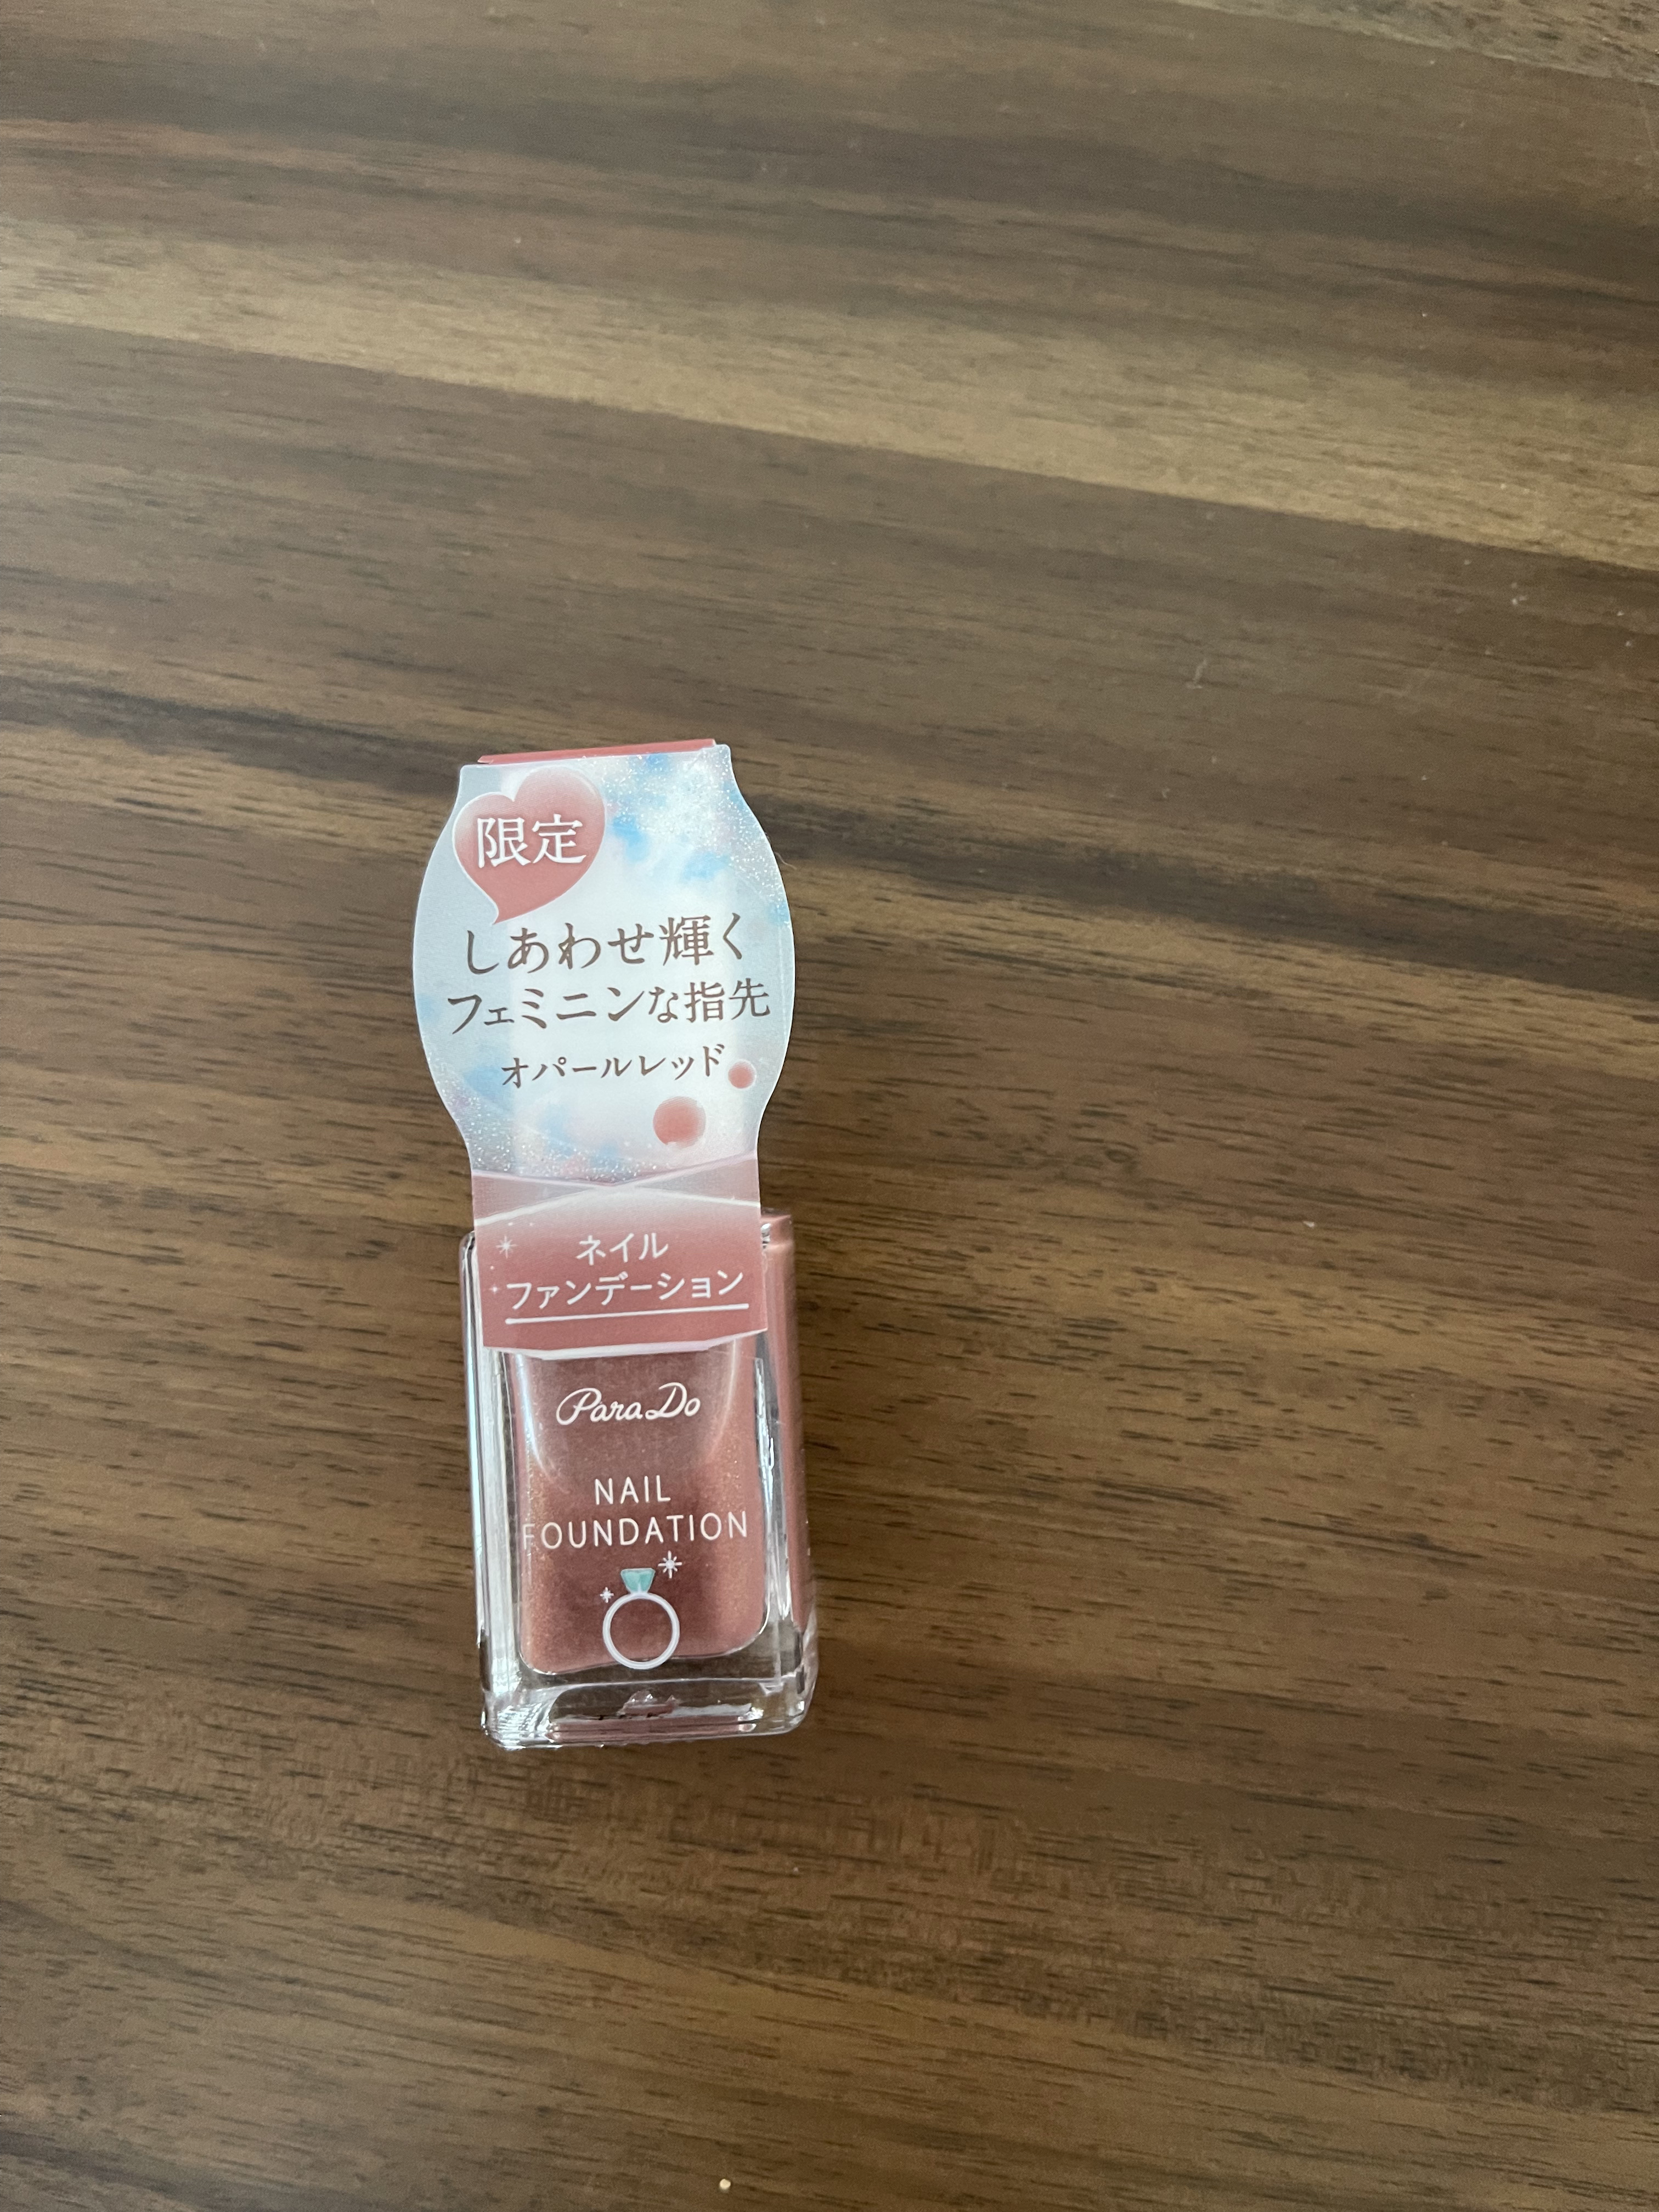 限定
しあわせ輝く
フェミニンな指先
オパールレッド
ネイル
ファンデーション
ParaDo
NAIL
FOUNDATION